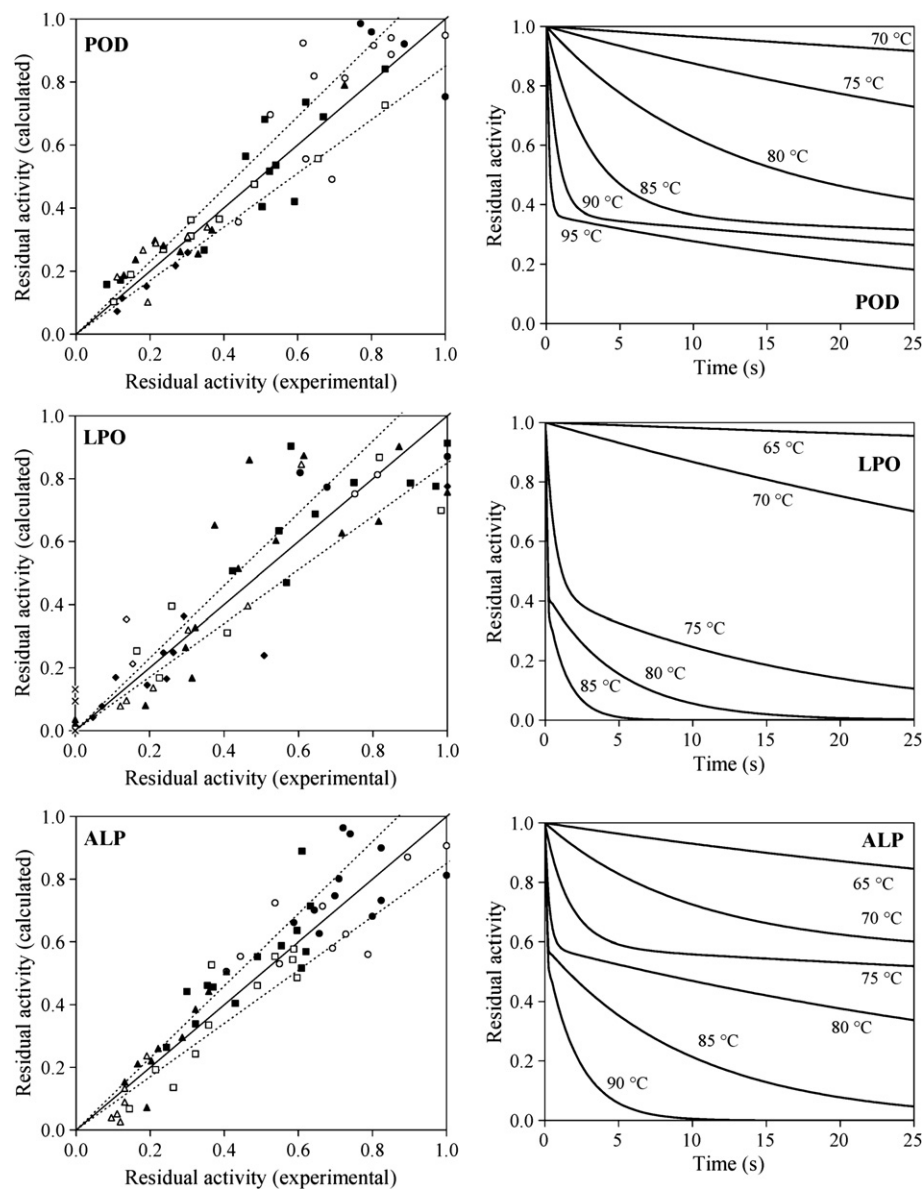 POD
1.0
0.8
0.6
0.4
0.2
0.0
Residual activity (calculated)
0.0 0.2 0.4 0.6 0.8 1.0
Residual activity (experimental)
1.0
0.8
0.6
0.4
0.2
0.0
Residual activity
70 °C
75 °C
80 °C
85 °C
90 °C
95 °C
POD
0 5 10 15 20 25
Time (s)
LPO
1.0
0.8
0.6
0.4
0.2
0.0
Residual activity (calculated)
0.0 0.2 0.4 0.6 0.8 1.0
Residual activity (experimental)
1.0
0.8
0.6
0.4
0.2
0.0
Residual activity
65 °C
LPO
70 °C
75 °C
80 °C
85 °C
0 5 10 15 20 25
Time (s)
ALP
1.0
0.8
0.6
0.4
0.2
0.0
Residual activity (calculated)
0.0 0.2 0.4 0.6 0.8 1.0
Residual activity (experimental)
1.0
0.8
0.6
0.4
0.2
0.0
Residual activity
ALP
65 °C
70 °C
75 °C
80 °C
85 °C
90 °C
0 5 10 15 20 25
Time (s)